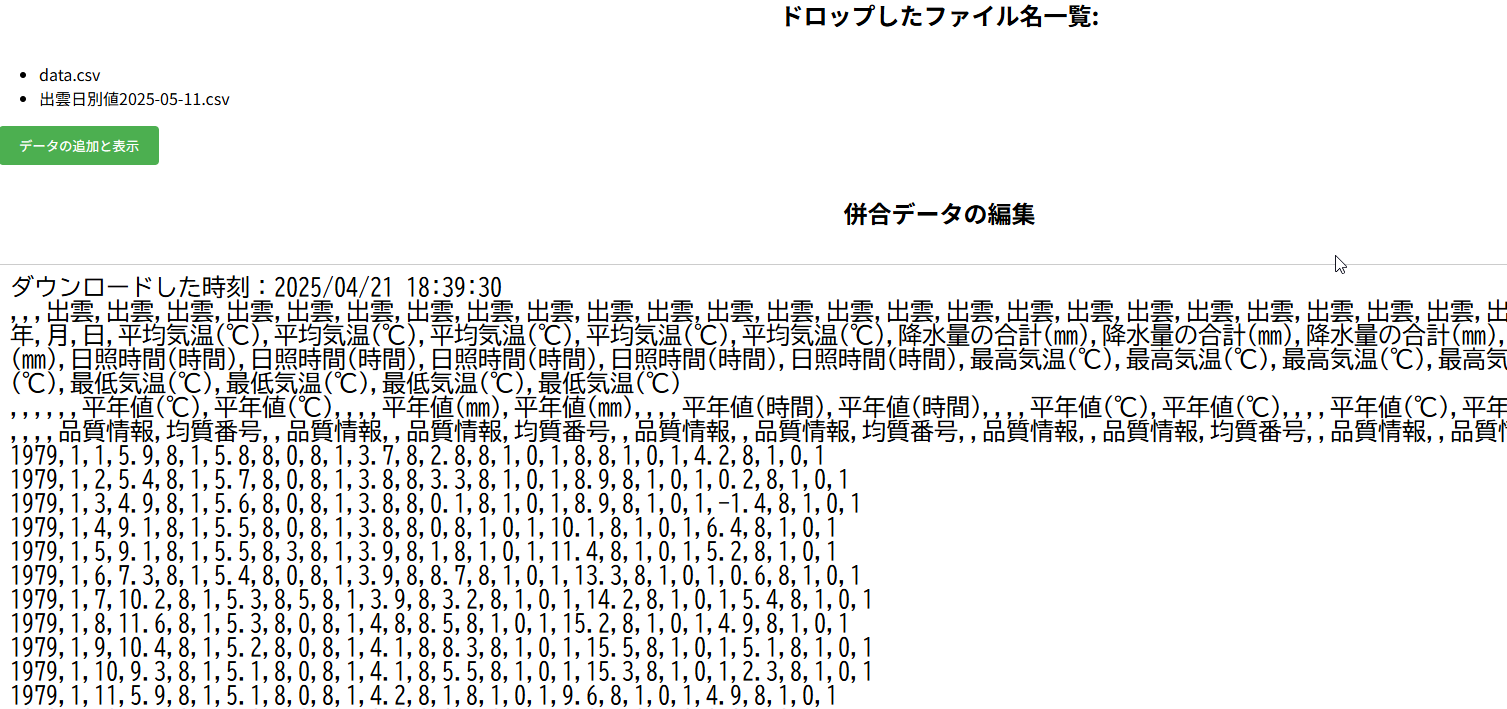 ドロップしたファイル名一覧:
data.csv
出雲日別値2025-05-11.csv
データの追加と表示
併合データの編集
ダウンロードした時刻：2025/04/21 18:39:30
,,,出雲,出雲,出雲,出雲,出雲,出雲,出雲,出雲,出雲,出雲,出雲,出雲,出雲,出雲,出雲,出雲,出雲,出雲,出雲,出雲,出雲,出雲,出雲,出雲,出
年,月,日,平均気温(℃),平均気温(℃),平均気温(℃),平均気温(℃),平均気温(℃),降水量の合計(㎜),降水量の合計(㎜),降水量の合計(㎜),
(㎜),日照時間(時間),日照時間(時間),日照時間(時間),日照時間(時間),日照時間(時間),最高気温(℃),最高気温(℃),最高気温(℃),最高気
(℃),最低気温(℃),最低気温(℃),最低気温(℃),最低気温(℃)
,,,,,,平年値(℃),平年値(℃),,,,平年値(㎜),平年値(㎜),,,,平年値(時間),平年値(時間),,,,平年値(℃),平年値(℃),,,,平年値(℃),平年
,,,,品質情報,均質番号,,品質情報,,品質情報,均質番号,,品質情報,,品質情報,均質番号,,品質情報,,品質情報,均質番号,,品質情報,,品質
1979,1,1,5.9,8,1,5.8,8,0,8,1,3.7,8,2.8,8,1,0,1,8.8,8,1,0,1,4.2,8,1,0,1
1979,1,2,5.4,8,1,5.7,8,0,8,1,3.8,8,3.3,8,1,0,1,8.9,8,1,0,1,0.2,8,1,0,1
1979,1,3,4.9,8,1,5.6,8,0,8,1,3.8,8,0.1,8,1,0,1,8.9,8,1,0,1,-1.4,8,1,0,1
1979,1,4,9.1,8,1,5.5,8,0,8,1,3.8,8,0,8,1,0,1,10.1,8,1,0,1,6.4,8,1,0,1
1979,1,5,9.1,8,1,5.5,8,3,8,1,3.9,8,1,8,1,0,1,11.4,8,1,0,1,5.2,8,1,0,1
1979,1,6,7.3,8,1,5.4,8,0,8,1,3.9,8,8.7,8,1,0,1,13.3,8,1,0,1,0.6,8,1,0,1
1979,1,7,10.2,8,1,5.3,8,5,8,1,3.9,8,3.2,8,1,0,1,14.2,8,1,0,1,5.4,8,1,0,1
1979,1,8,11.6,8,1,5.3,8,0,8,1,4,8,8.5,8,1,0,1,15.2,8,1,0,1,4.9,8,1,0,1
1979,1,9,10.4,8,1,5.2,8,0,8,1,4.1,8,8.3,8,1,0,1,15.5,8,1,0,1,5.1,8,1,0,1
1979,1,10,9.3,8,1,5.1,8,0,8,1,4.1,8,5.5,8,1,0,1,15.3,8,1,0,1,2.3,8,1,0,1
1979,1,11,5.9,8,1,5.1,8,0,8,1,4.2,8,1,8,1,0,1,9.6,8,1,0,1,4.9,8,1,0,1